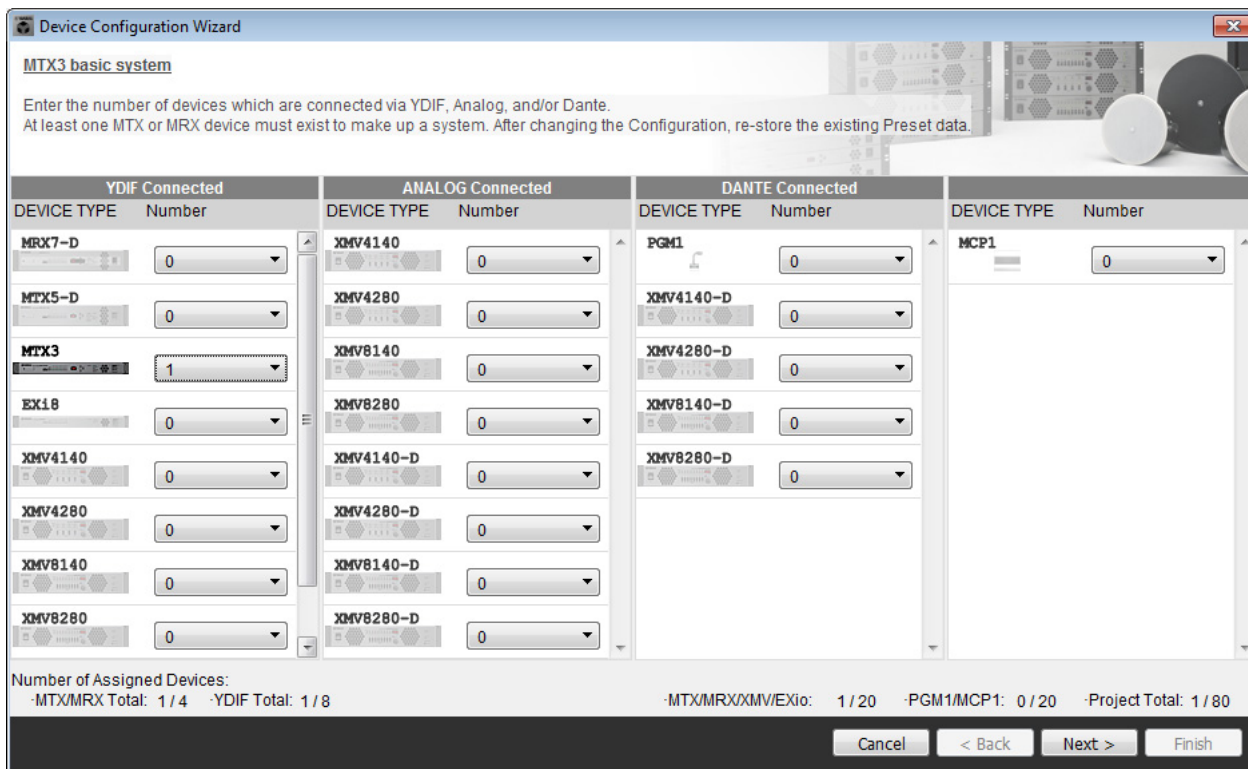 Device Configuration Wizard
MTX3 basic system
Enter the number of devices which are connected via YDIF, Analog, and/or Dante.
At least one MTX or MRX device must exist to make up a system. After changing the Configuration, re-store the existing Preset data.
YDIF Connected
DEVICE TYPE Number
MRX7-D 0
MTX5-D 0
MTX3 1
EXi8 0
XMV4140 0
XMV4280 0
XMV8140 0
XMV8280 0
ANALOG Connected
DEVICE TYPE Number
XMV4140 0
XMV4280 0
XMV8140 0
XMV8280 0
XMV4140-D 0
XMV4280-D 0
XMV8140-D 0
XMV8280-D 0
DANTE Connected
DEVICE TYPE Number
PGM1 0
XMV4140-D 0
XMV4280-D 0
XMV8140-D 0
XMV8280-D 0
DEVICE TYPE Number
MCP1 0
Number of Assigned Devices:
·MTX/MRX Total: 1 / 4 ·YDIF Total: 1 / 8 ·MTX/MRX/XMV/EXio: 1 / 20 ·PGM1/MCP1: 0 / 20 ·Project Total: 1 / 80
Cancel < Back Next > Finish